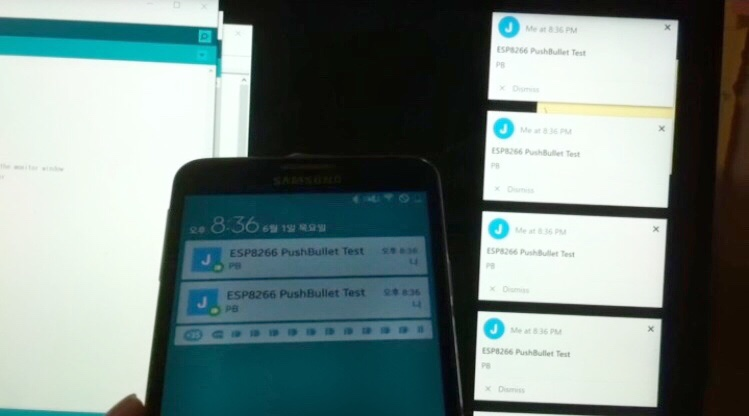 the monitor window
SAMSUNG
오후 8:36 6월 1일 목요일
ESP8266 PushBullet Test
오후 8:36
PB
나
ESP8266 PushBullet Test
오후 8:36
PB
나
J
Me at 8:36 PM
ESP8266 PushBullet Test
PB
× Dismiss
J
Me at 8:36 PM
ESP8266 PushBullet Test
PB
× Dismiss
J
Me at 8:36 PM
ESP8266 PushBullet Test
PB
× Dismiss
J
Me at 8:36 PM
ESP8266 PushBullet Test
PB
× Dismiss